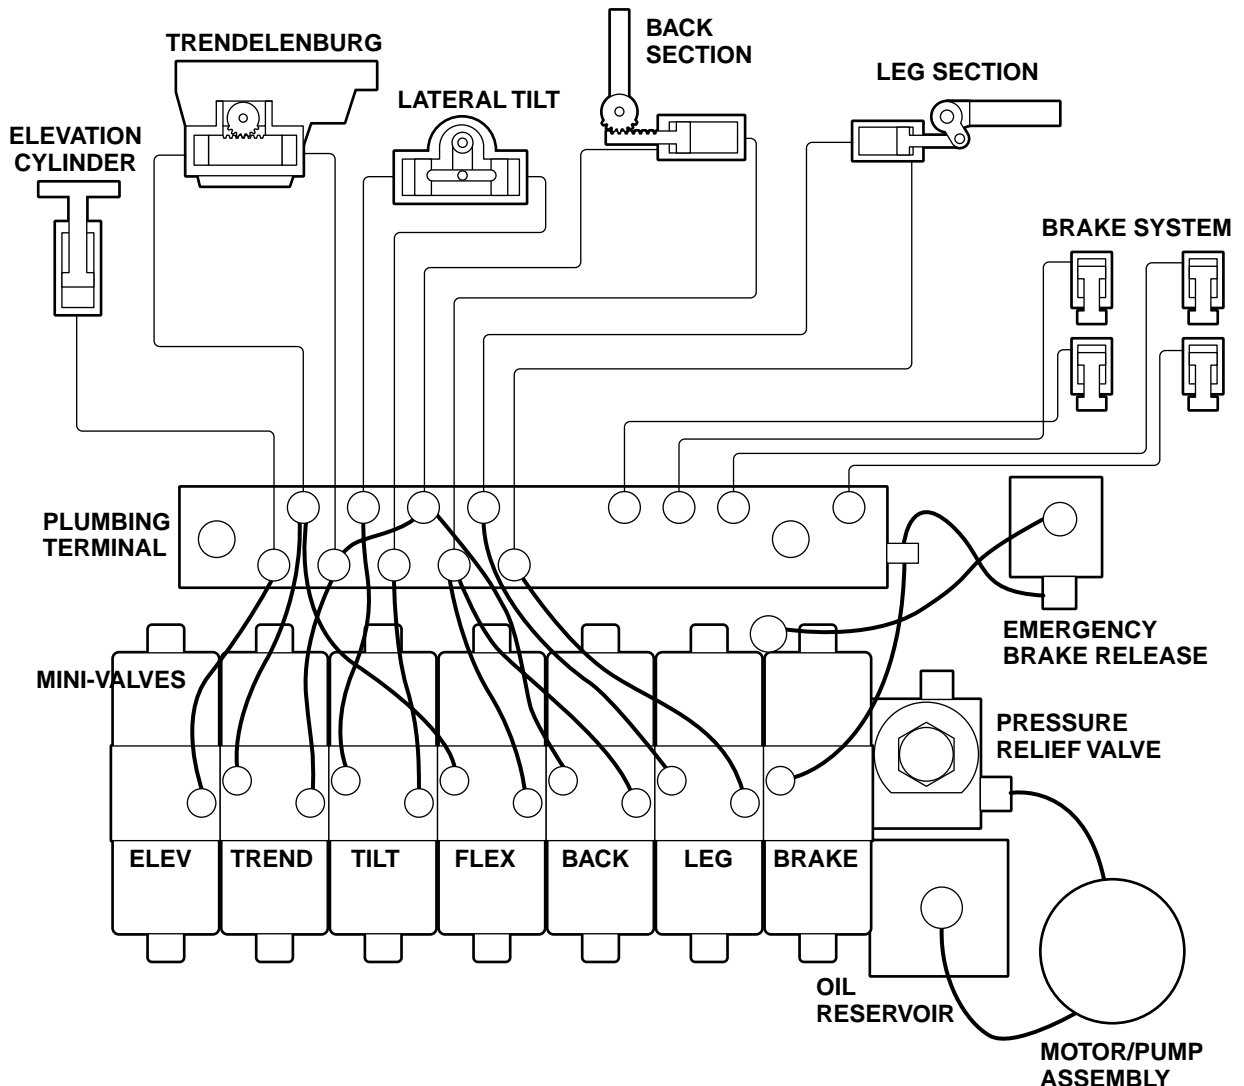 TRENDELENBURG
BACK
SECTION
LEG SECTION
LATERAL TILT
ELEVATION
CYLINDER
BRAKE SYSTEM
PLUMBING
TERMINAL
EMERGENCY
BRAKE RELEASE
MINI-VALVES
PRESSURE
RELIEF VALVE
ELEV
TREND
TILT
FLEX
BACK
LEG
BRAKE
OIL
RESERVOIR
MOTOR/PUMP
ASSEMBLY